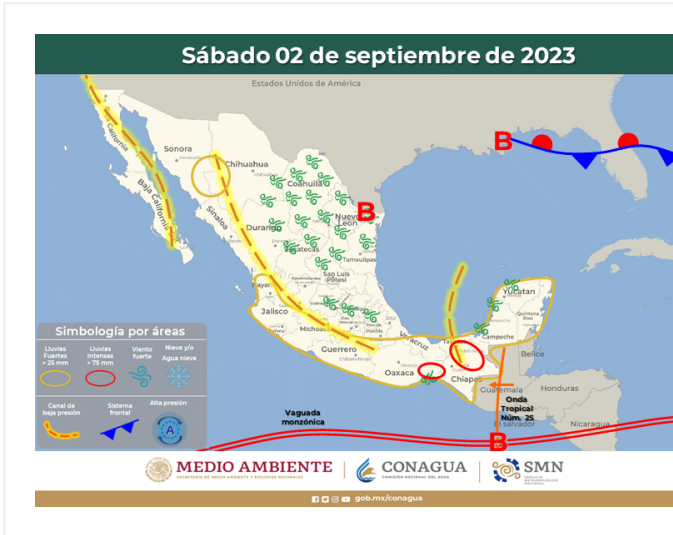 Sábado 02 de septiembre de 2023
Estados Unidos de América
Baja California
Sonora
Chihuahua
Coahuila
Baja California
Sinaloa
Durango
Nuevo León
B
B
Zacatecas
Tamaulipas
San Luis Potosí
Nayarit
Jalisco
Michoacán
Guerrero
Veracruz
Oaxaca
Chiapas
Yucatán
Quintana Roo
Campeche
Belice
Guatemala
Honduras
El Salvador
Nicaragua
Onda
Tropical
Núm. 25
Vaguada
monzónica
B
Simbología por áreas
Lluvias Fuertes > 25 mm
Lluvias Intensas > 75 mm
Viento fuerte
Nieve y/o Agua nieve
Canal de baja presión
Sistema frontal
Alta presión
A
MEDIO AMBIENTE
SECRETARÍA DE MEDIO AMBIENTE Y RECURSOS NATURALES
CONAGUA
COMISIÓN NACIONAL DEL AGUA
SMN
SERVICIO
METEOROLÓGICO
NACIONAL
gob.mx/conagua